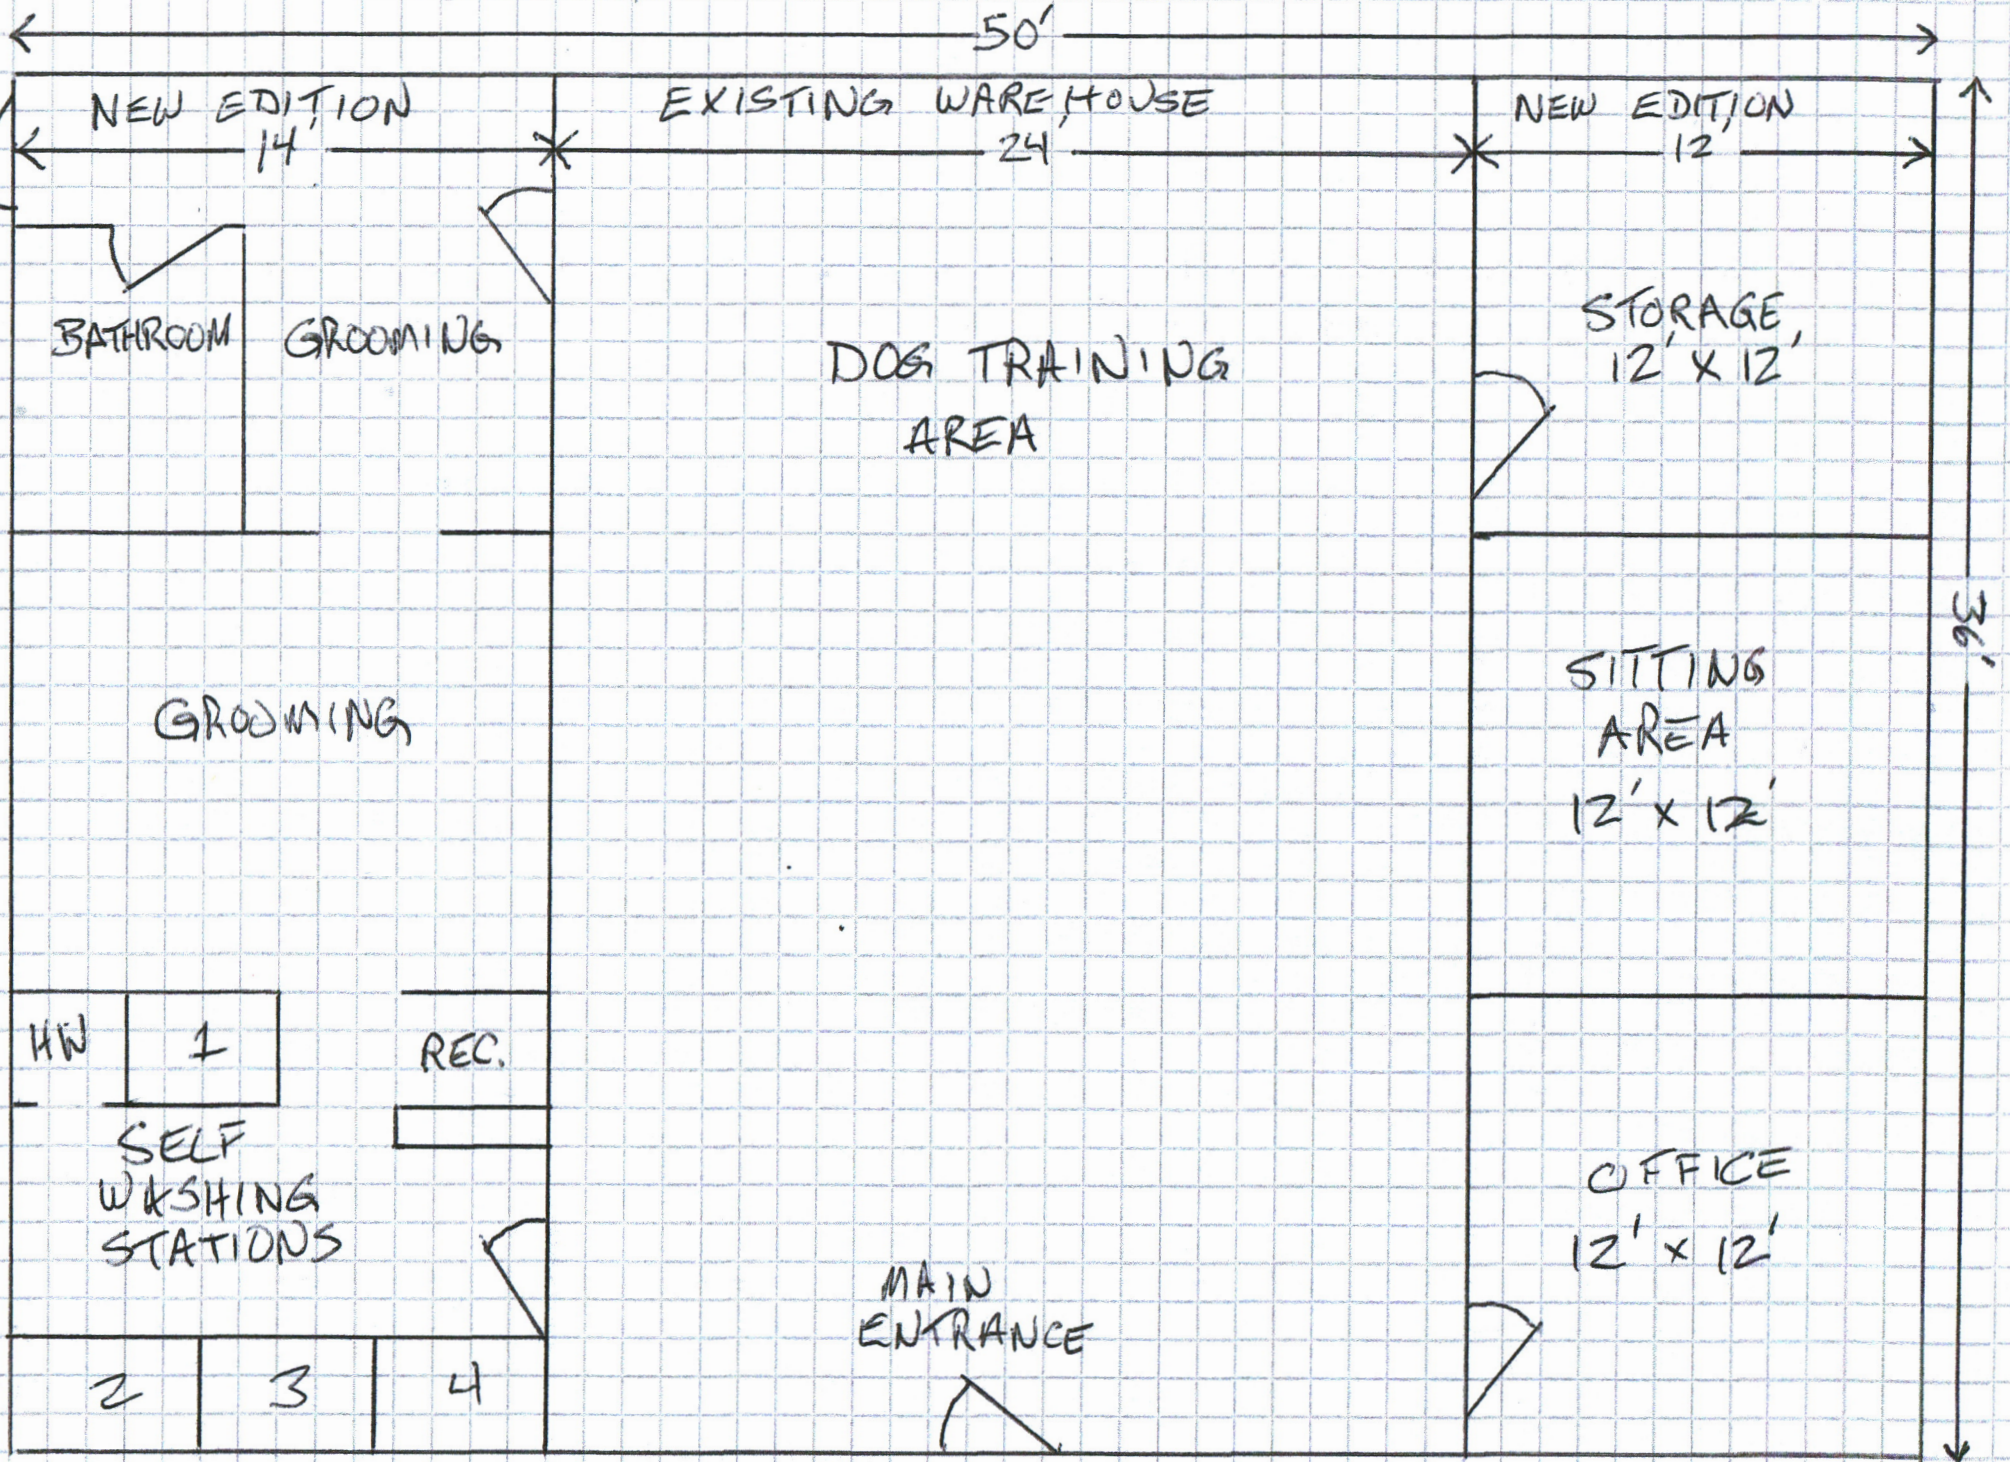 50'
NEW EDITION
14'
EXISTING WAREHOUSE
24'
NEW EDITION
12'
BATHROOM
GROOMING
DOG TRAINING
AREA
STORAGE
12' X 12'
36'
GROOMING
SITTING
AREA
12' X 12'
HW
1
REC.
SELF
WASHING
STATIONS
OFFICE
12' X 12'
MAIN
ENTRANCE
2
3
4